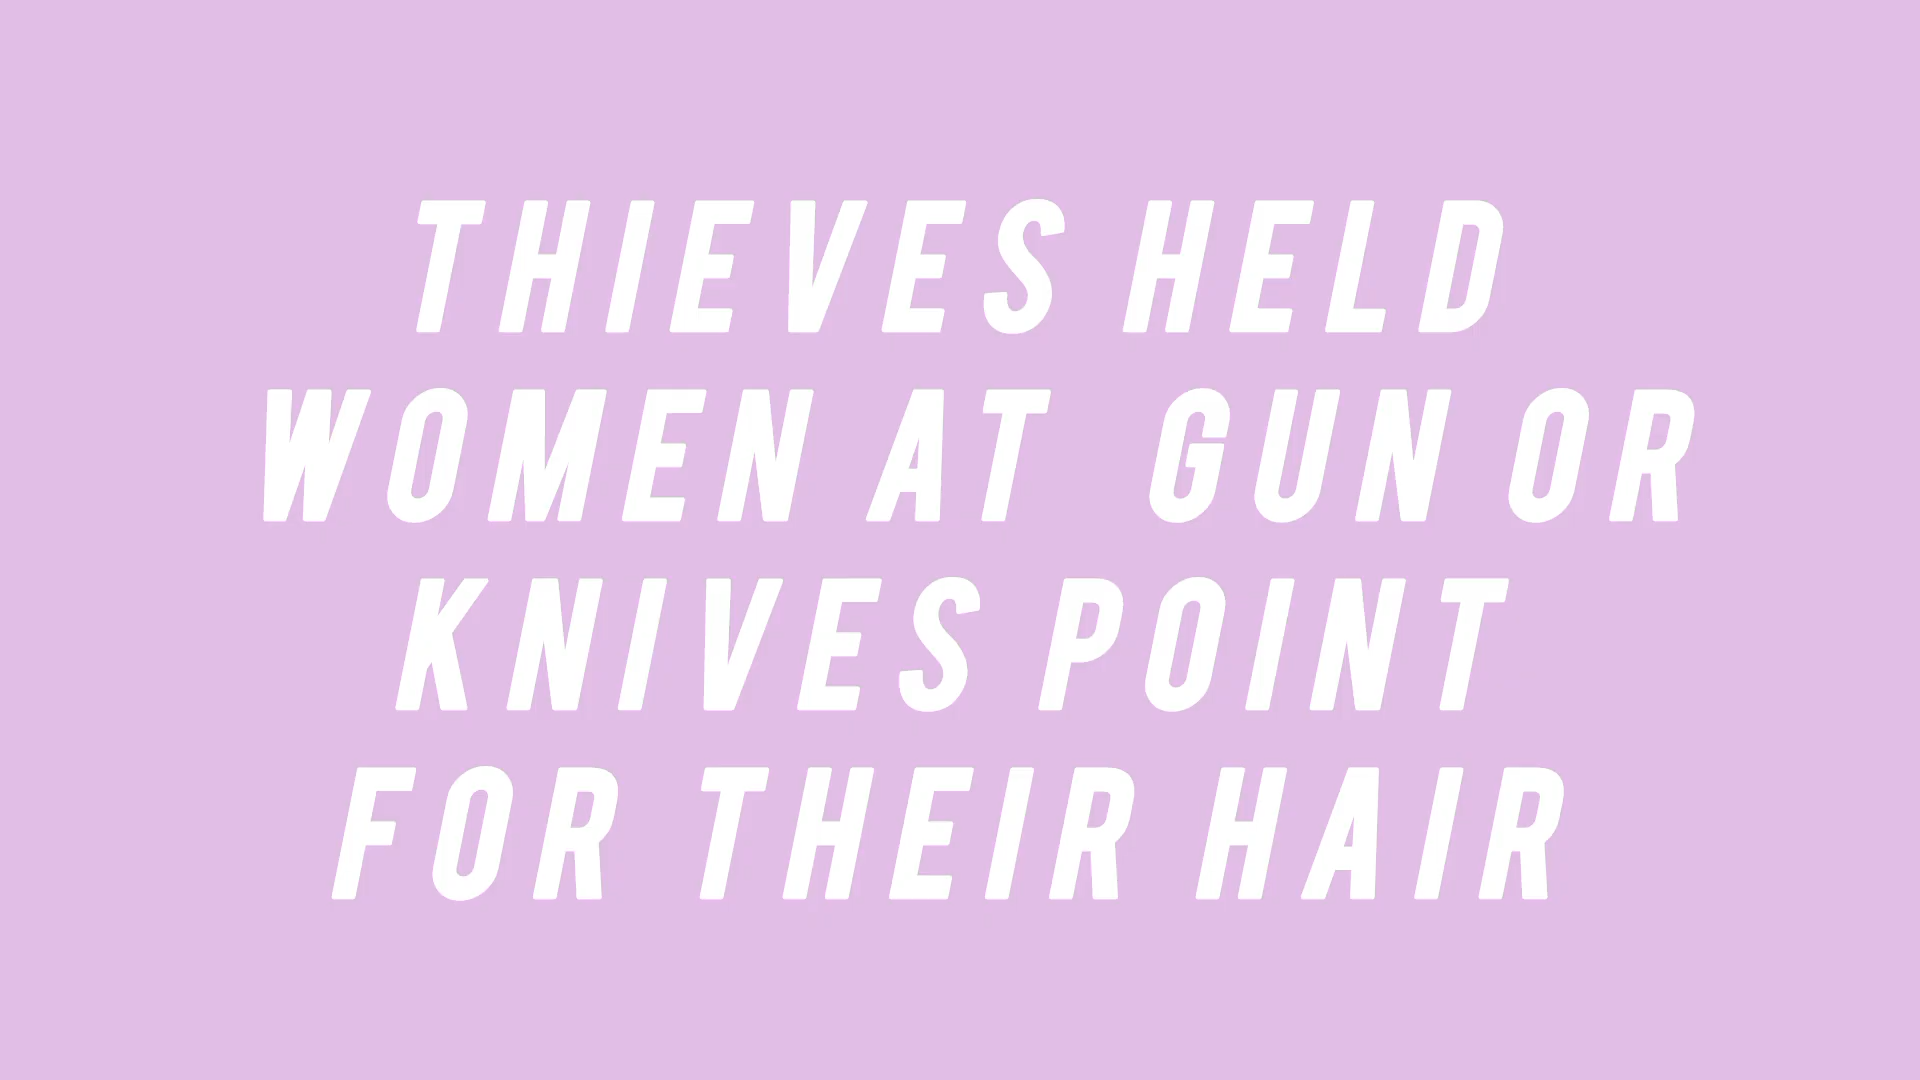 THIEVES HELD
WOMEN AT GUN OR
KNIVES POINT
FOR THEIR HAIR